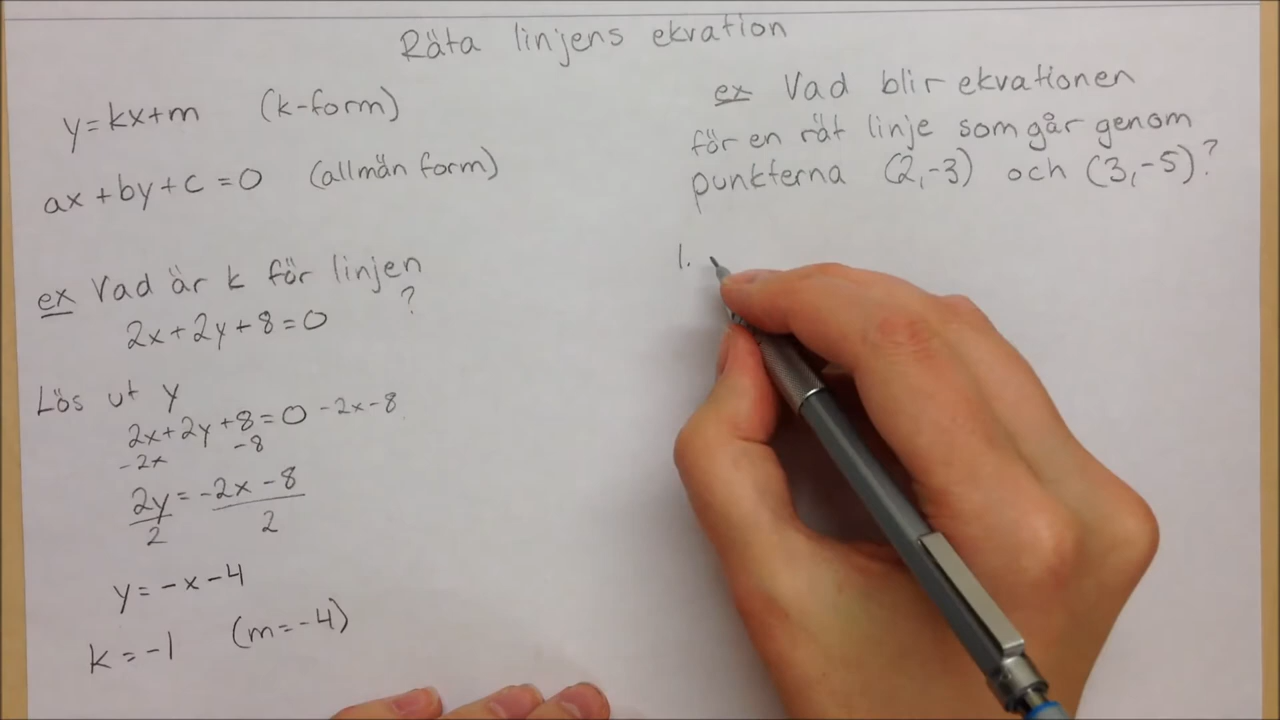 Räta linjens ekvation
y=kx+m (k-form)
ax+by+c=0 (allmän form)
ex Vad är k för linjen
2x+2y+8=0 ?
Lös ut y
2x+2y+8=0 -2x-8
-2x -8
2y = -2x-8
2 2
y=-x-4
k=-1 (m=-4)
ex Vad blir ekvationen
för en rät linje som går genom
punkterna (2,-3) och (3,-5)?
1.